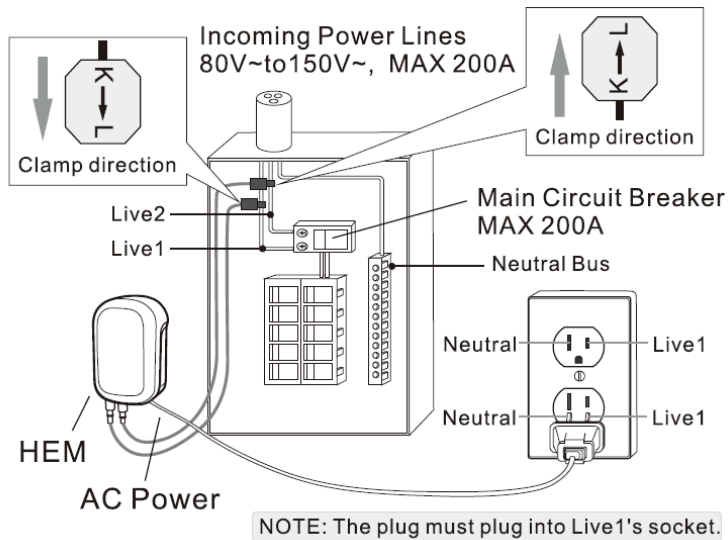 Incoming Power Lines
80V~to150V~, MAX 200A
K
L
Clamp direction
L
K
Clamp direction
Main Circuit Breaker
MAX 200A
Live2
Live1
Neutral Bus
Neutral
Live1
Neutral
Live1
HEM
AC Power
NOTE: The plug must plug into Live1's socket.